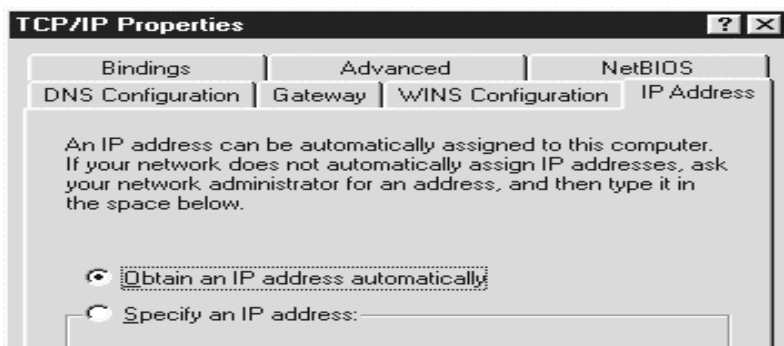 TCP/IP Properties
Bindings Advanced NetBIOS
DNS Configuration Gateway WINS Configuration IP Address
An IP address can be automatically assigned to this computer.
If your network does not automatically assign IP addresses, ask
your network administrator for an address, and then type it in
the space below.
Obtain an IP address automatically
Specify an IP address: